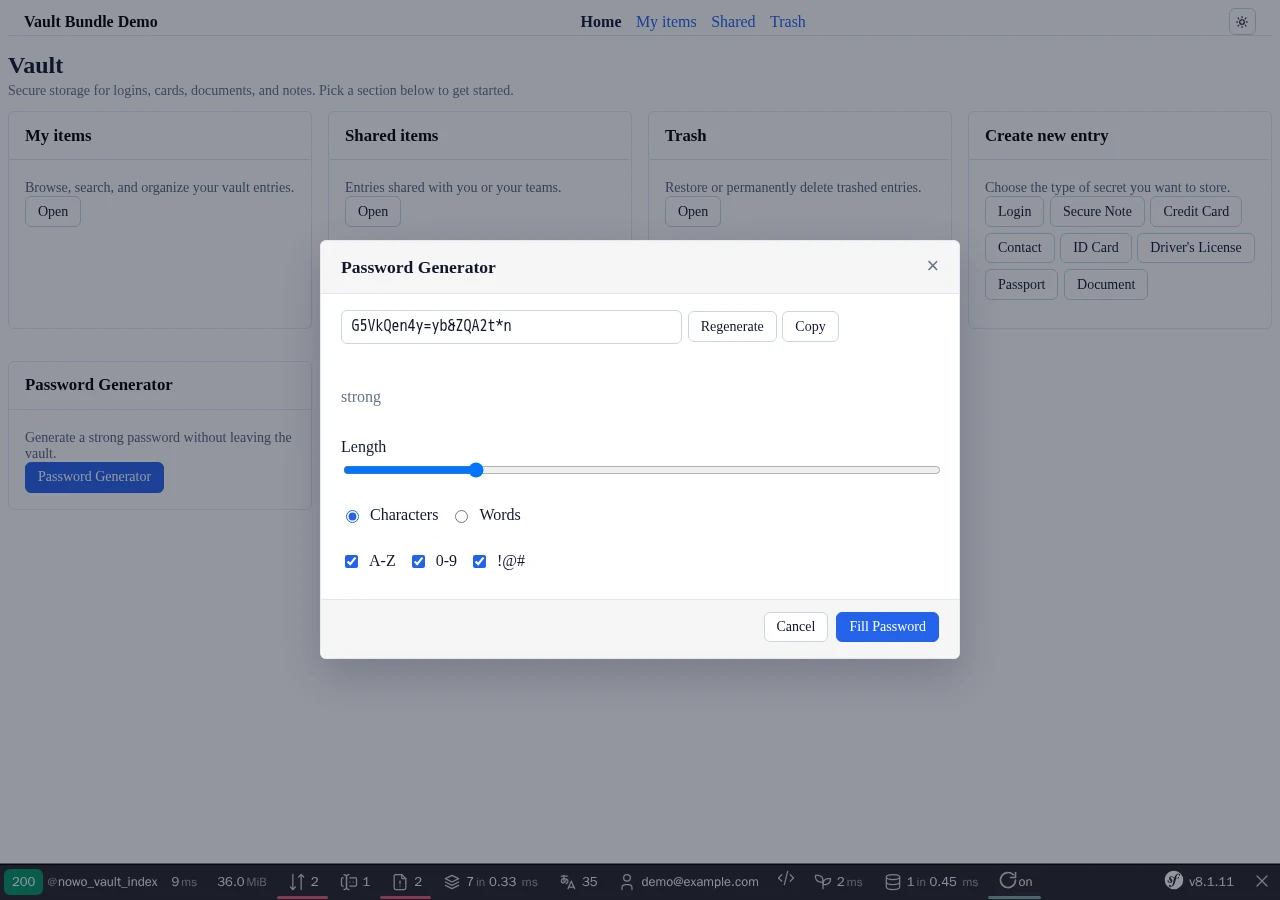 Vault Bundle Demo Home My items Shared Trash
Vault
Secure storage for logins, cards, documents, and notes. Pick a section below to get started.
My items
Browse, search, and organize your vault entries.
Open
Shared items
Entries shared with you or your teams.
Open
Trash
Restore or permanently delete trashed entries.
Open
Create new entry
Choose the type of secret you want to store.
Login Secure Note Credit Card
Contact ID Card Driver's License
Passport Document
Password Generator
Generate a strong password without leaving the
vault.
Password Generator
Password Generator
G5VkQen4y=yb&ZQA2t*n Regenerate Copy
strong
Length
Characters Words
A-Z 0-9 !@#
Cancel Fill Password
200 @nowo_vault_index 9 ms 36.0 MiB 2 1 2 7 in 0.33 ms 35 demo@example.com 2 ms 1 in 0.45 ms on sf v8.1.11